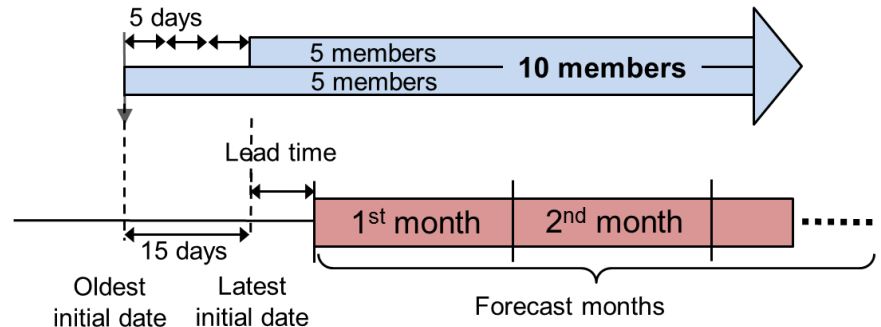 5 days
5 members
10 members
5 members
Lead time
1st month
2nd month
15 days
Oldest
initial date
Latest
initial date
Forecast months